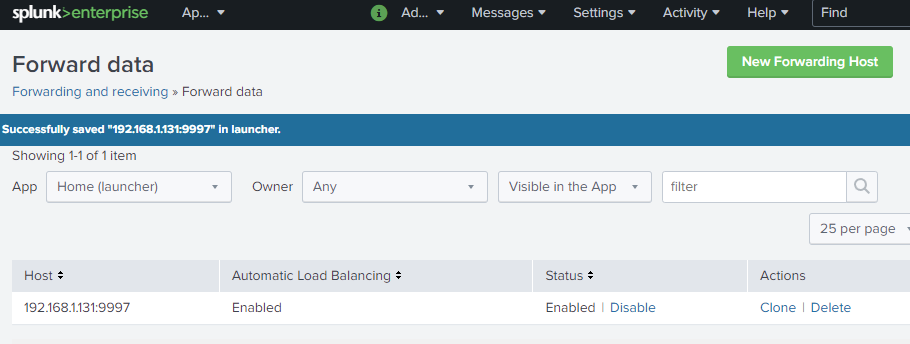 splunk>enterprise Ap... i Ad... Messages Settings Activity Help Find
Forward data
New Forwarding Host
Forwarding and receiving » Forward data
Successfully saved "192.168.1.131:9997" in launcher.
Showing 1-1 of 1 item
App Home (launcher) Owner Any Visible in the App filter
25 per page
Host Automatic Load Balancing Status Actions
192.168.1.131:9997 Enabled Enabled | Disable Clone | Delete